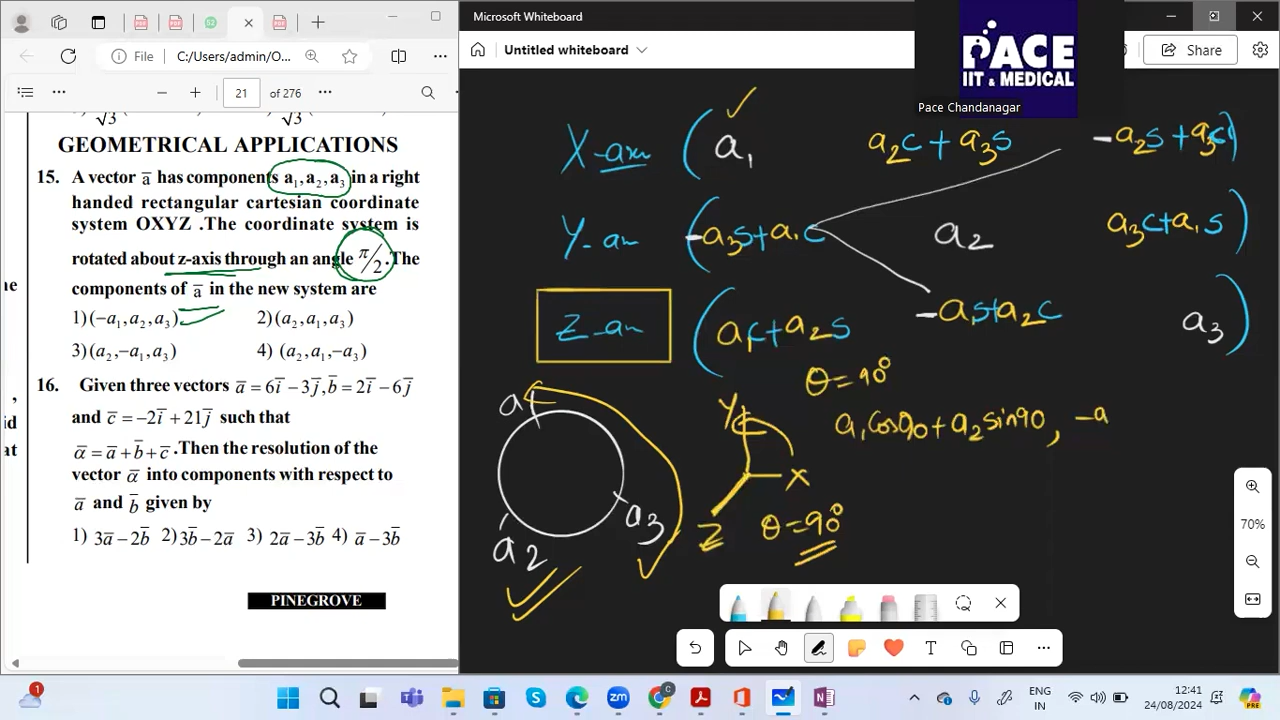 Microsoft Whiteboard
File
C:/Users/admin/O...
Untitled whiteboard
Share
PACE
IIT & MEDICAL
Pace Chandanagar
21 of 276
√3
√3
GEOMETRICAL APPLICATIONS
15. A vector a̅ has components a₁, a₂, a₃ in a right
handed rectangular cartesian coordinate
system OXYZ .The coordinate system is
rotated about z-axis through an angle π/2 .The
components of a̅ in the new system are
1) (−a₁, a₂, a₃) 2) (a₂, a₁, a₃)
3) (a₂, −a₁, a₃) 4) (a₂, a₁, −a₃)
16. Given three vectors a̅ = 6i̅ − 3j̅, b̅ = 2i̅ − 6j̅
and c̅ = −2i̅ + 21j̅ such that
α̅ = a̅ + b̅ + c̅ .Then the resolution of the
vector α̅ into components with respect to
a̅ and b̅ given by
1) 3a̅ − 2b̅ 2) 3b̅ − 2a̅ 3) 2a̅ − 3b̅ 4) a̅ − 3b̅
PINEGROVE
X-axis ( a₁ a₂c + a₃s −a₂s + a₃c )
Y-axis ( −a₃s + a₁c a₂ a₃c + a₁s )
Z-axis ( a₁c + a₂s −a₁s + a₂c a₃ )
θ = 90°
a₁ cos90 + a₂ sin90, −a
a₁
a₂
a₃
Y
X
Z
θ = 90°
70%
ENG
IN
12:41
24/08/2024